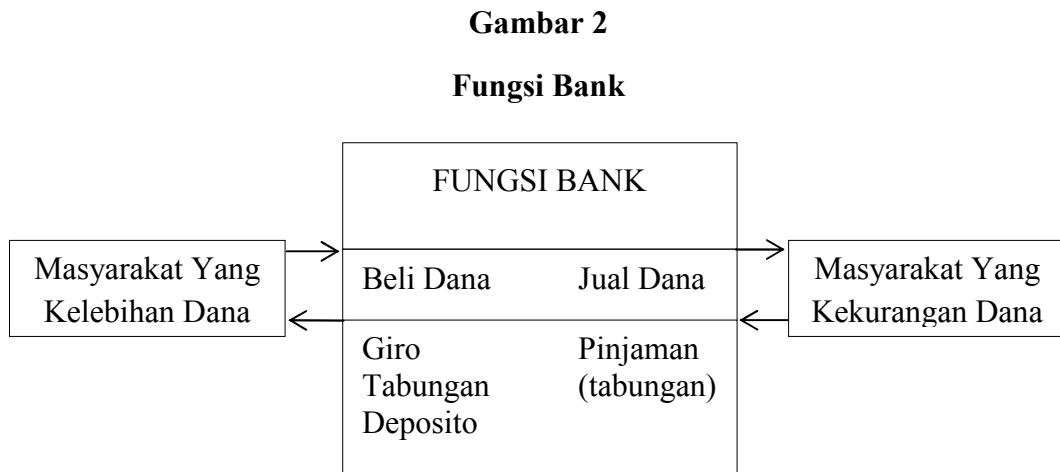 Gambar 2
Fungsi Bank
FUNGSI BANK
Masyarakat Yang
Kelebihan Dana
Beli Dana
Jual Dana
Masyarakat Yang
Kekurangan Dana
Giro
Tabungan
Deposito
Pinjaman
(tabungan)